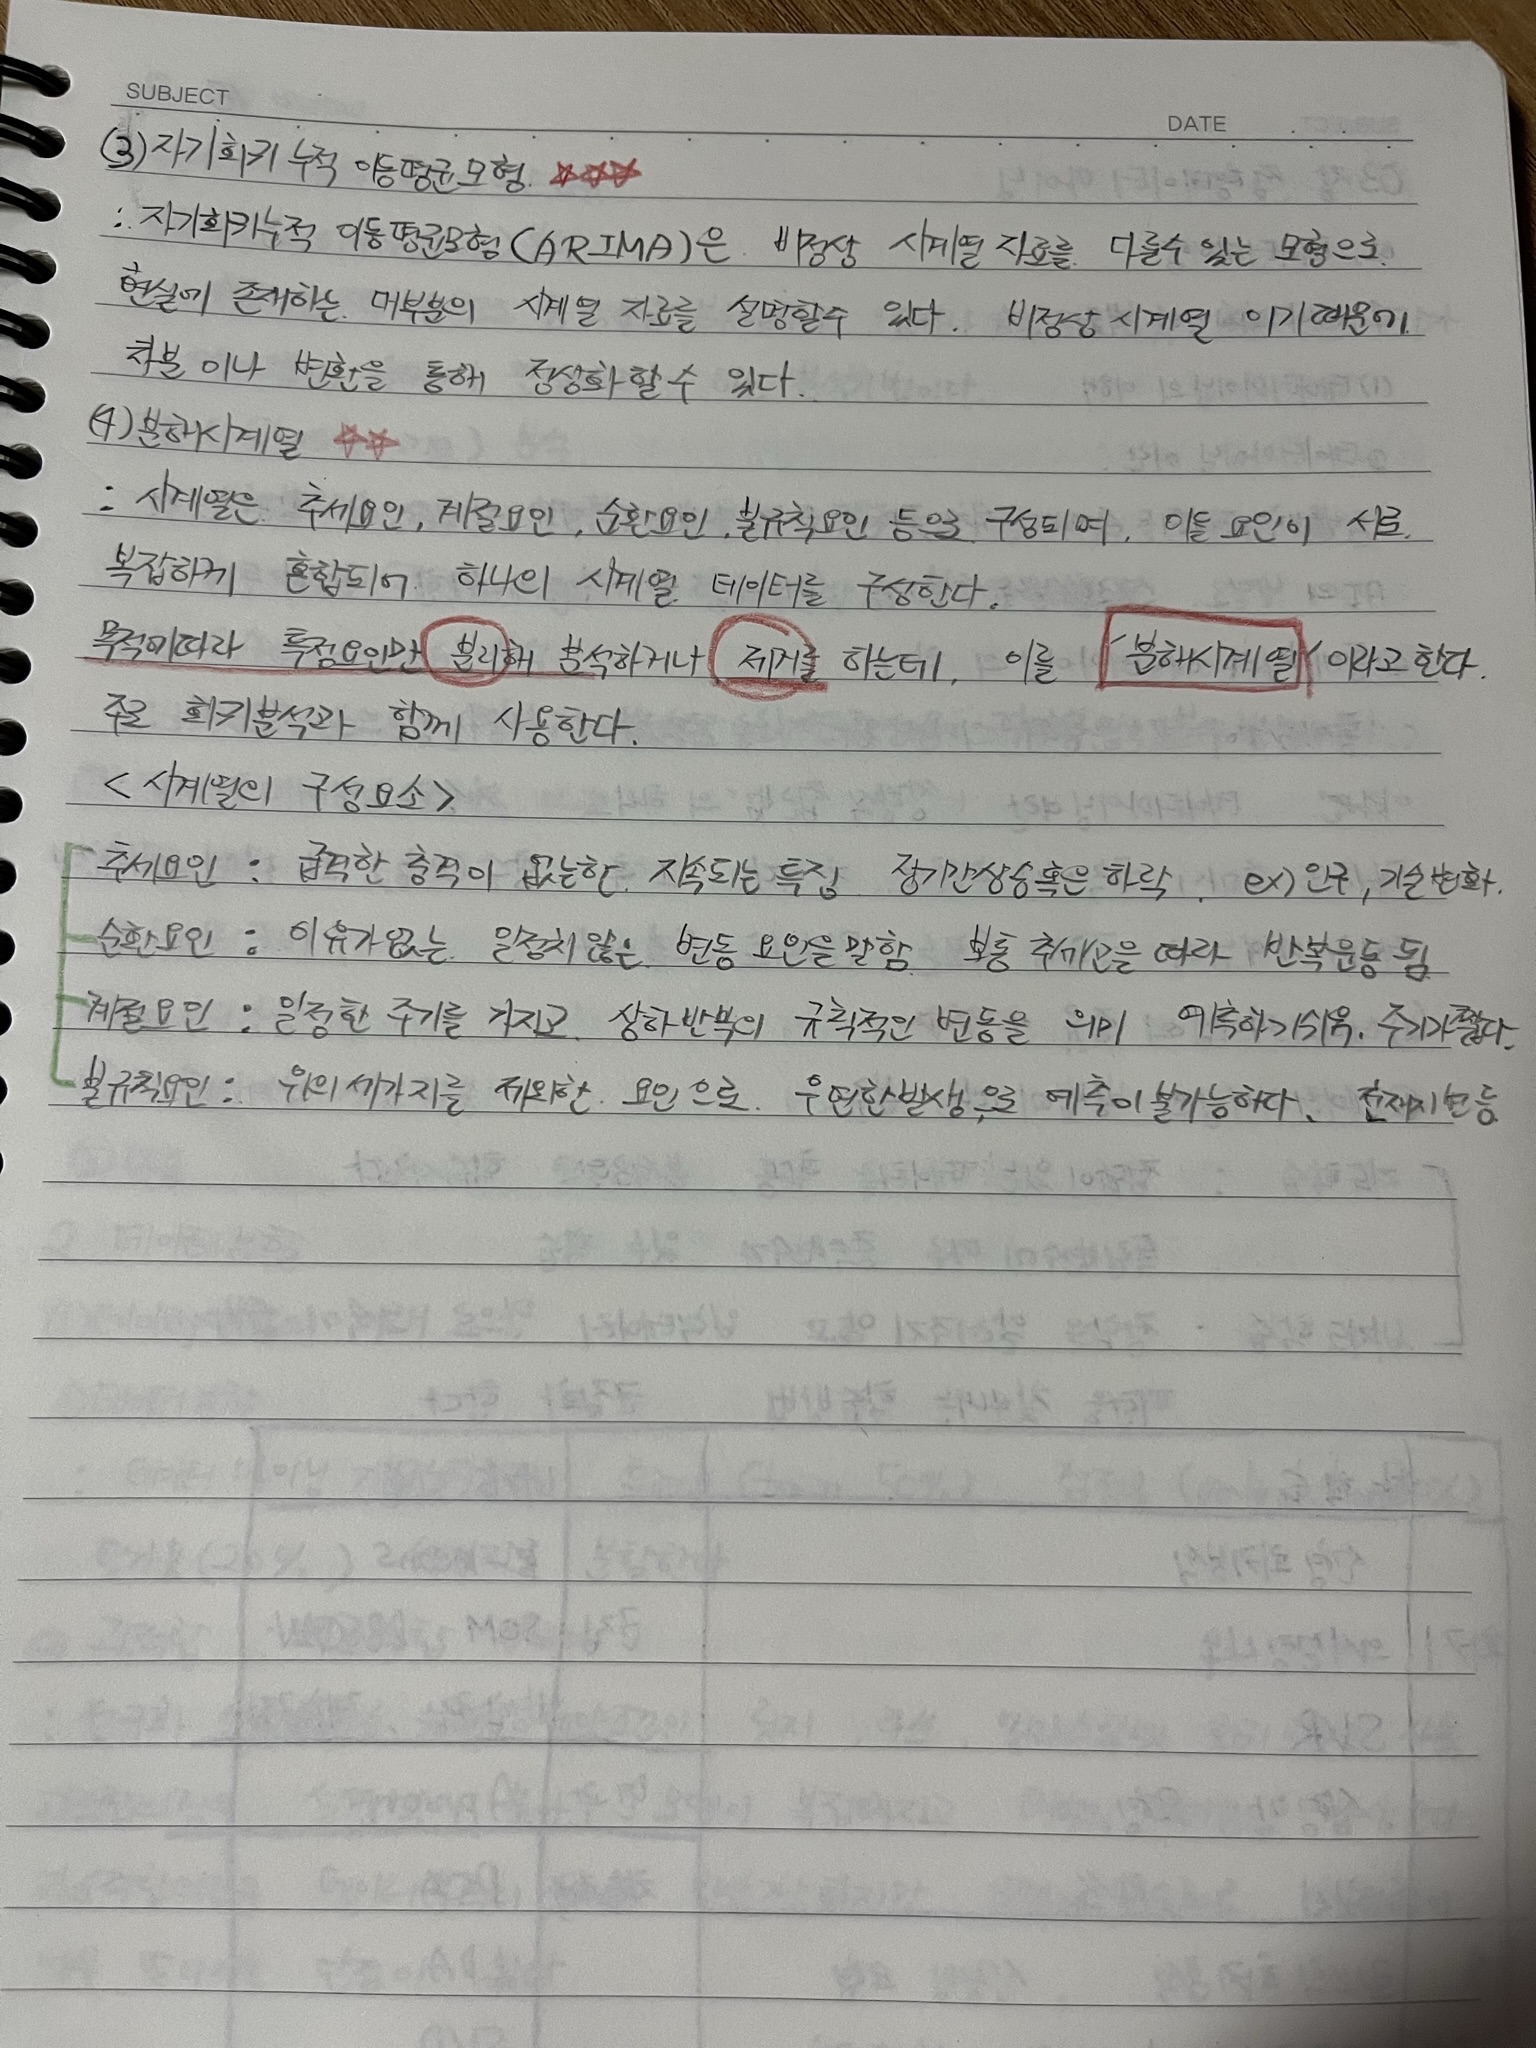 SUBJECT
DATE
(3) 자기회귀 누적 이동평균모형. ☆☆☆
: 자기회귀누적 이동평균모형(ARIMA)은 비정상 시계열 자료를 다룰수 있는 모형으로
현실에 존재하는 대부분의 시계열 자료를 설명할수 있다. 비정상 시계열 이기때문에
차분 이나 변환을 통해 정상화 할 수 있다.
(4) 분해시계열 ☆☆
: 시계열은 추세요인, 계절요인, 순환요인, 불규칙요인 등으로 구성되며, 이들 요인이 서로
복잡하게 혼합되어 하나의 시계열 데이터를 구성한다.
목적에따라 특정요인만 분리해 분석하거나 제거를 하는데, 이를 '분해시계열' 이라고 한다.
주로 회귀분석과 함께 사용한다.
<시계열의 구성요소>
추세요인 : 급격한 충격이 없는한 지속되는 특징 장기간상승혹은 하락. ex) 인구, 기술변화.
순환요인 : 이유가없는 일정치 않은 변동 요인을 말함 보통 추세선을 따라 반복운동 됨
계절요인 : 일정한 주기를 가지고 상하반복의 규칙적인 변동을 의미 예측하기쉬움. 주기가짧다.
불규칙요인 : 위의 세가지를 제외한 요인으로 우연한발생으로 예측이 불가능하다. 천재지변 등